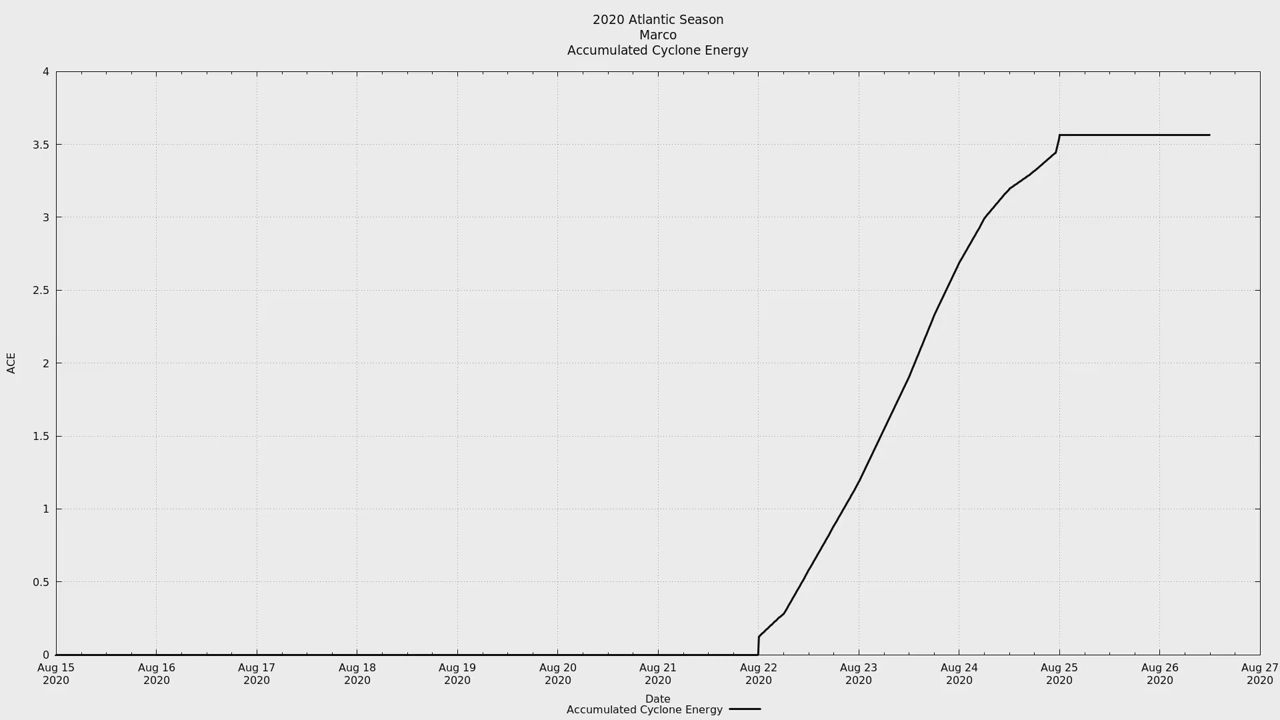 2020 Atlantic Season
Marco
Accumulated Cyclone Energy
4
3.5
3
2.5
2
1.5
1
0.5
0
ACE
Aug 15 Aug 16 Aug 17 Aug 18 Aug 19 Aug 20 Aug 21 Aug 22 Aug 23 Aug 24 Aug 25 Aug 26 Aug 27
2020 2020 2020 2020 2020 2020 2020 2020 2020 2020 2020 2020 2020
Date
Accumulated Cyclone Energy